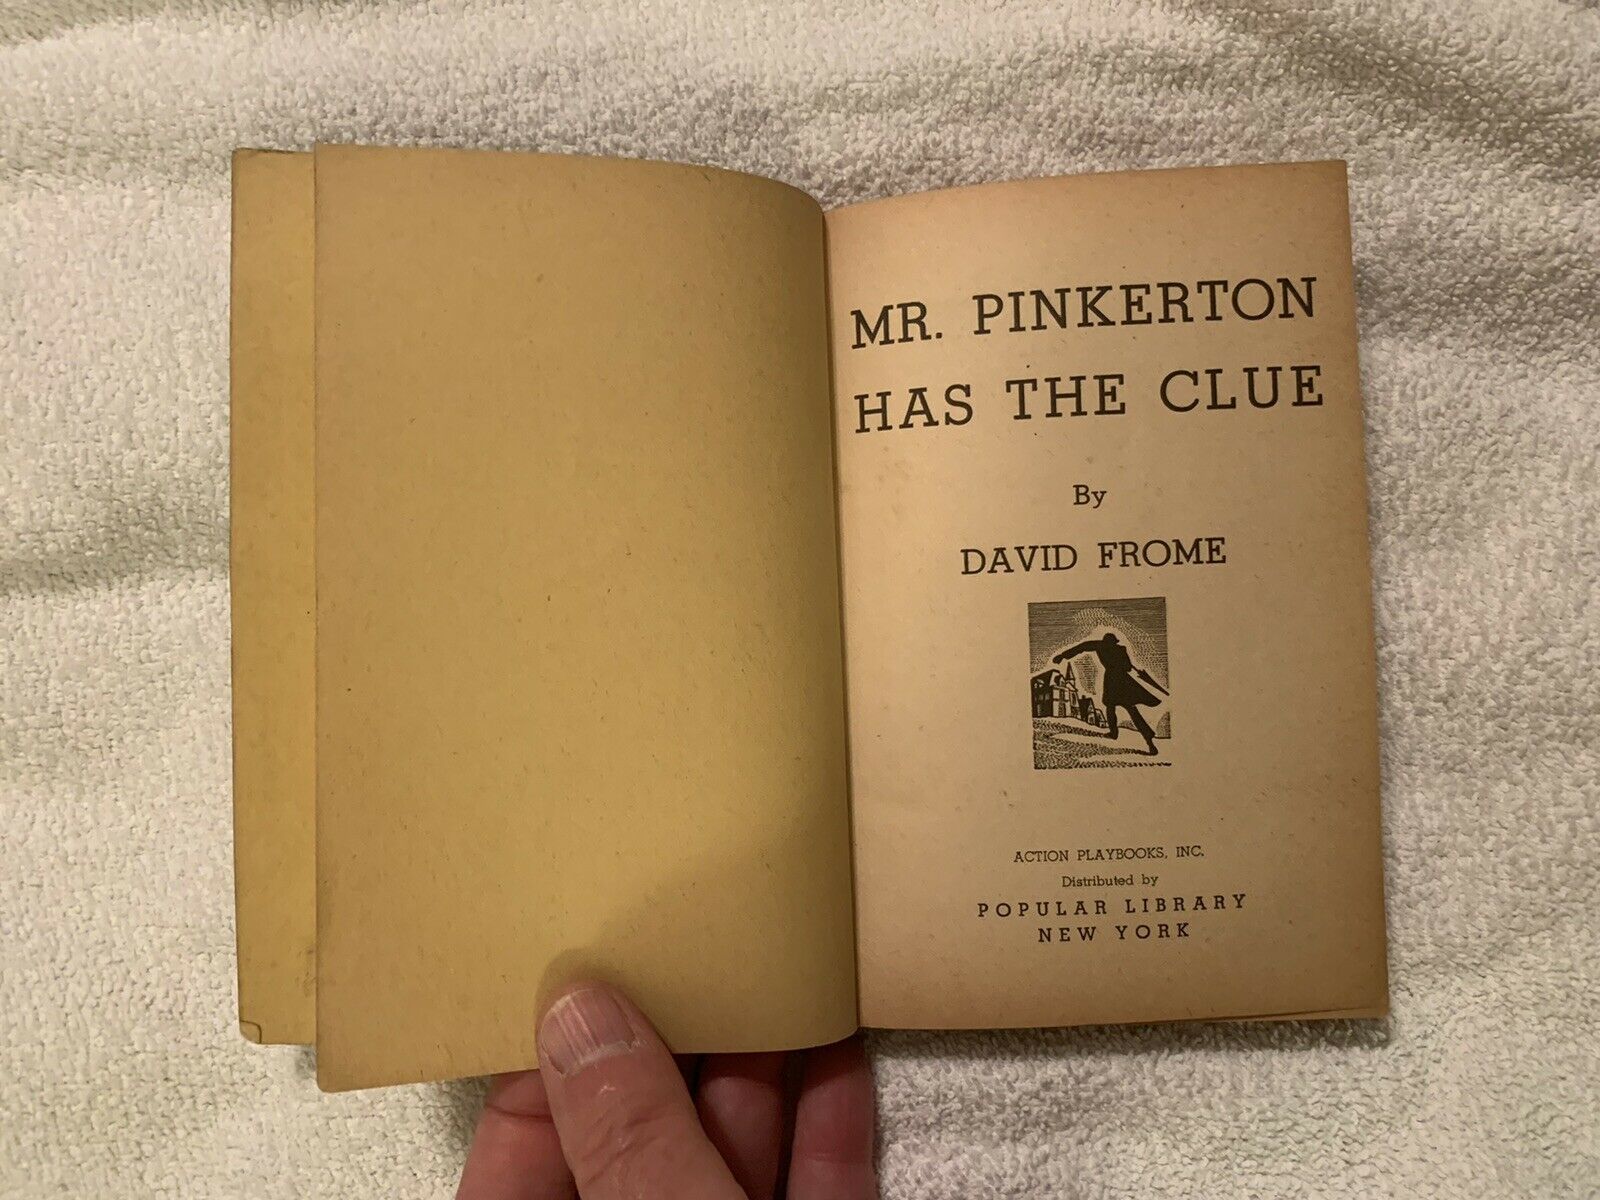 MR. PINKERTON
HAS THE CLUE
By
DAVID FROME
ACTION PLAYBOOKS, INC.
Distributed by
POPULAR LIBRARY
NEW YORK